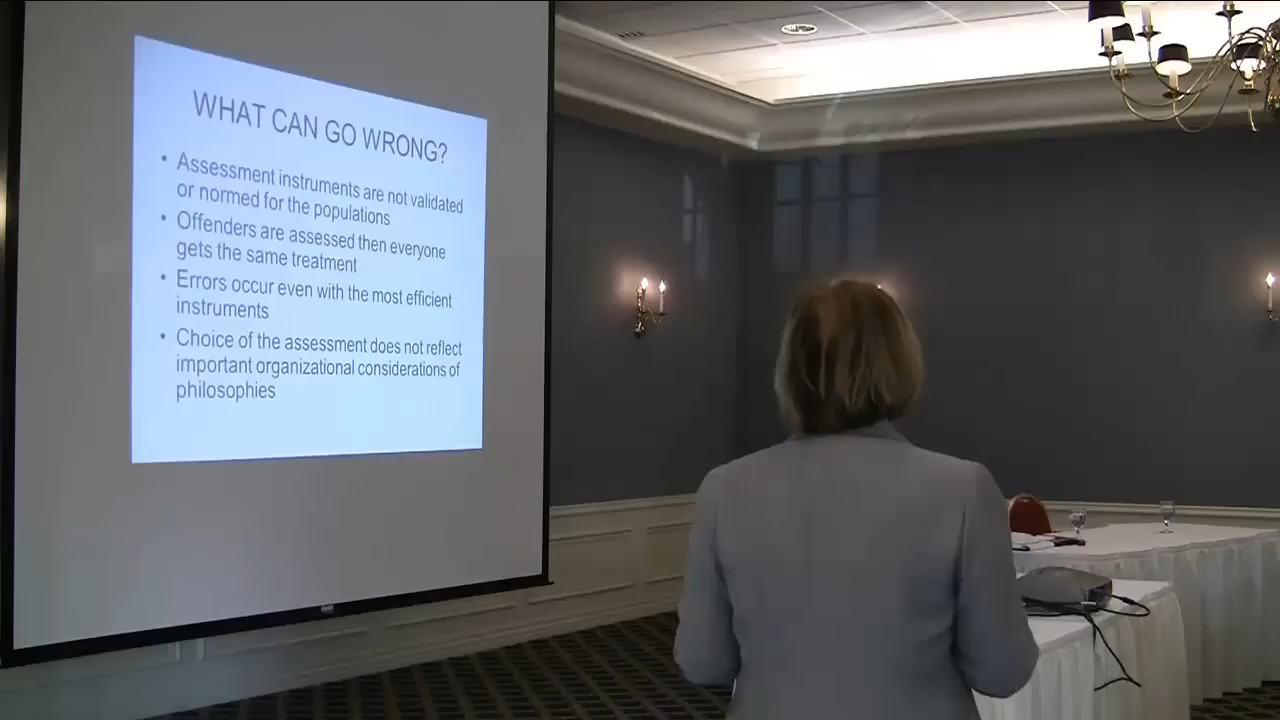 WHAT CAN GO WRONG?
• Assessment instruments are not validated
or normed for the populations
• Offenders are assessed then everyone
gets the same treatment
• Errors occur even with the most efficient
instruments
• Choice of the assessment does not reflect
important organizational considerations of
philosophies